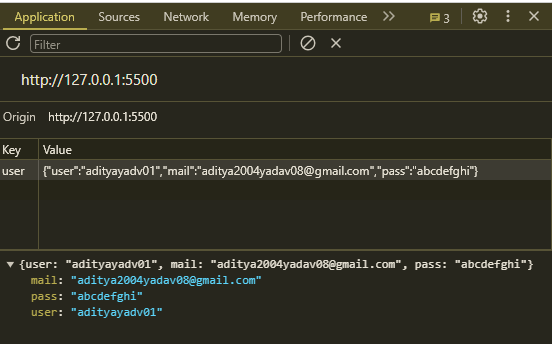 Application Sources Network Memory Performance 3
Filter
http://127.0.0.1:5500
Origin http://127.0.0.1:5500
Key Value
user {"user":"adityayadv01","mail":"aditya2004yadav08@gmail.com","pass":"abcdefghi"}
{user: "adityayadv01", mail: "aditya2004yadav08@gmail.com", pass: "abcdefghi"}
mail: "aditya2004yadav08@gmail.com"
pass: "abcdefghi"
user: "adityayadv01"